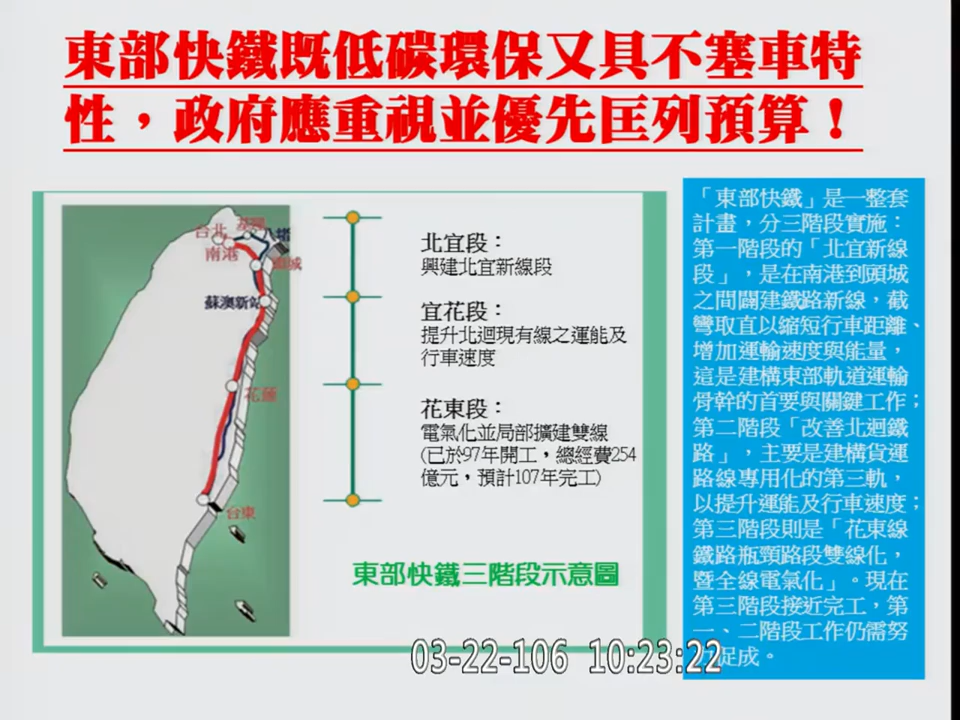 東部快鐵既低碳環保又具不塞車特
性，政府應重視並優先匡列預算！
台北
基隆
八堵
南港
頭城
蘇澳新站
花蓮
台東
北宜段：
興建北宜新線段
宜花段：
提升北迴現有線之運能及
行車速度
花東段：
電氣化並局部擴建雙線
(已於97年開工，總經費254
億元，預計107年完工)
東部快鐵三階段示意圖
「東部快鐵」是一整套
計畫，分三階段實施：
第一階段的「北宜新線
段」，是在南港到頭城
之間闢建鐵路新線，截
彎取直以縮短行車距離、
增加運輸速度與能量，
這是建構東部軌道運輸
骨幹的首要與關鍵工作；
第二階段「改善北迴鐵
路」，主要是建構貨運
路線專用化的第三軌，
以提升運能及行車速度；
第三階段則是「花東線
鐵路瓶頸路段雙線化，
暨全線電氣化」。現在
第三階段接近完工，第
一、二階段工作仍需努
力促成。
03-22-106 10:23:22